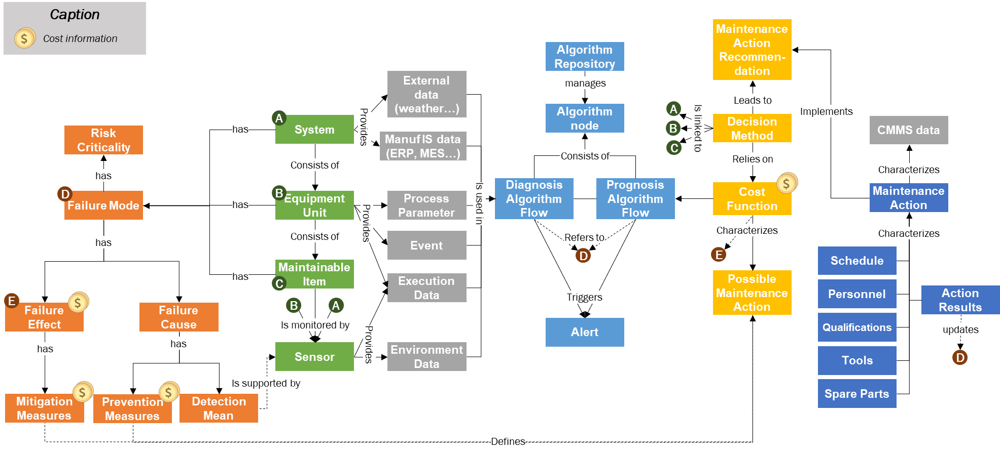 Caption
$ Cost information
Risk
Criticality
has
D
Failure Mode
has
E
Failure
Effect
$
Failure
Cause
has
has
Mitigation
Measures
$
Prevention
Measures
$
Detection
Mean
Is supported by
has
has
has
A
System
Consists of
B
Equipment
Unit
Consists of
Maintainable
Item
C
B
A
Is monitored by
Sensor
Provides
Provides
Provides
External
data
(weather...)
Manuf IS data
(ERP, MES...)
Process
Parameter
Event
Execution
Data
Environment
Data
Is used in
Algorithm
Repository
manages
Algorithm
node
Consists of
Diagnosis
Algorithm
Flow
Prognosis
Algorithm
Flow
Refers to
D
Triggers
Alert
Maintenance
Action
Recommen-
dation
Leads to
Decision
Method
Is linked to
A
B
C
Relies on
Cost
Function
$
Characterizes
E
Possible
Maintenance
Action
Defines
Implements
CMMS data
Characterizes
Maintenance
Action
Characterizes
Schedule
Personnel
Qualifications
Tools
Spare Parts
Action
Results
updates
D